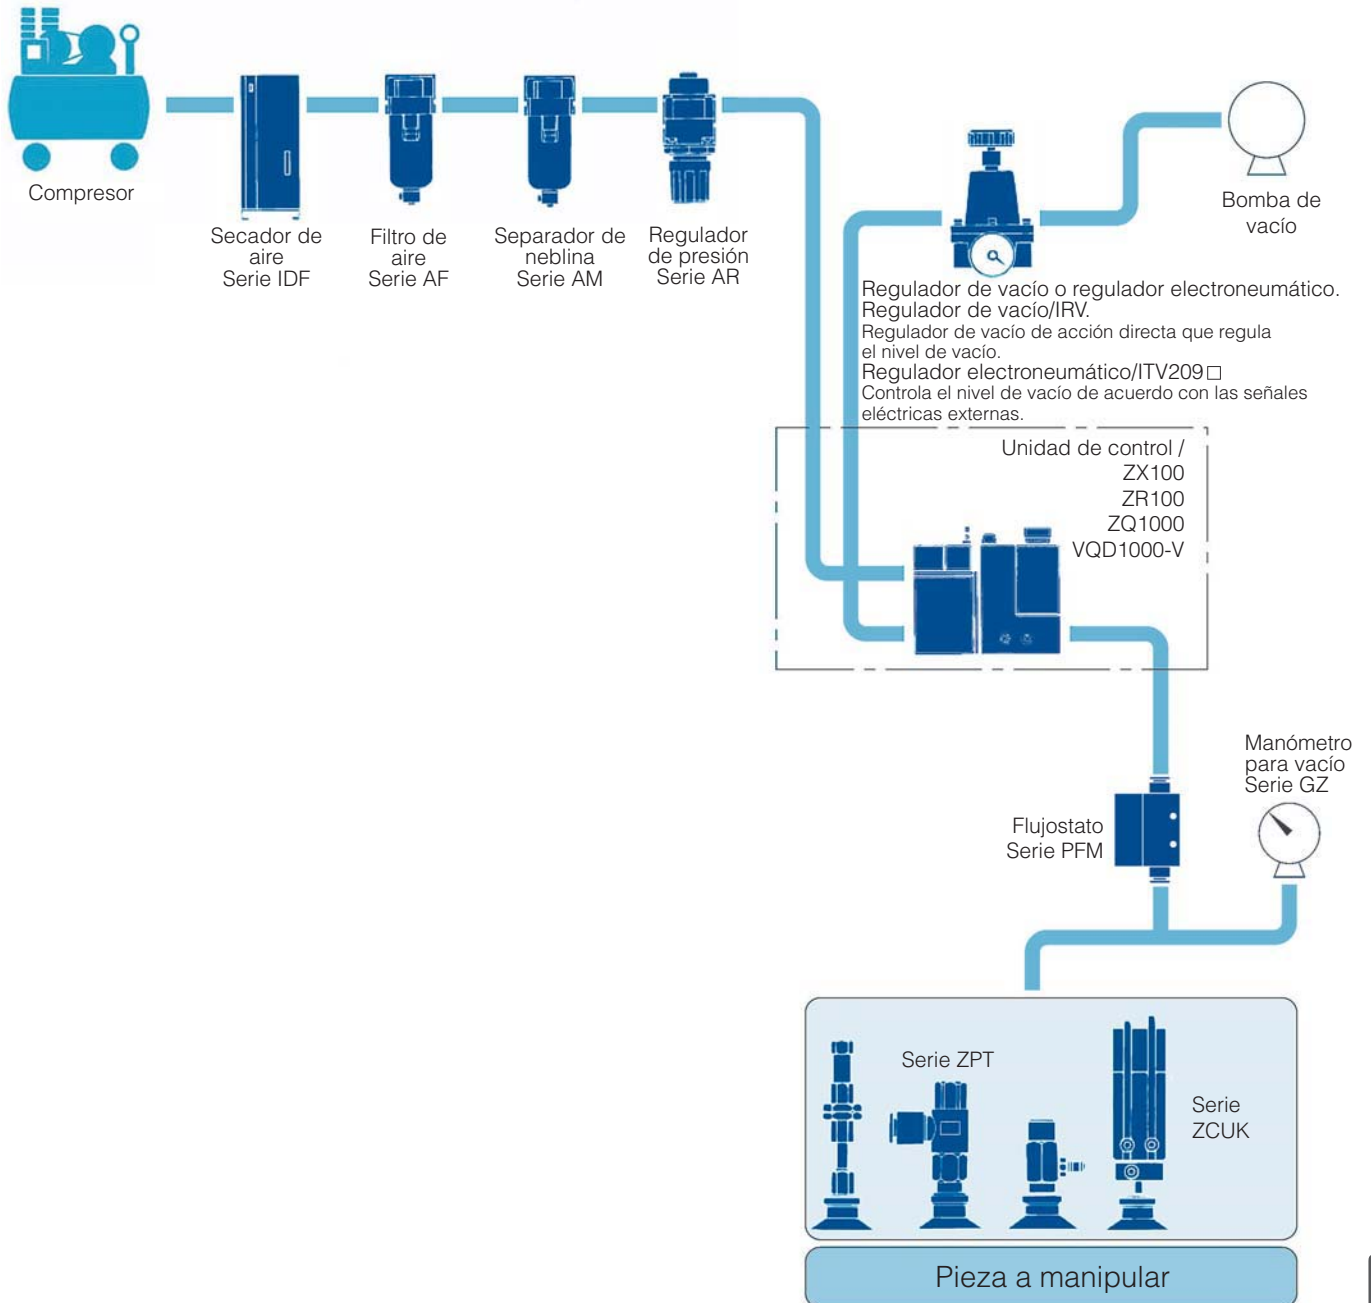 Compresor
Secador de
aire
Serie IDF
Filtro de
aire
Serie AF
Separador de
neblina
Serie AM
Regulador
de presión
Serie AR
Bomba de
vacío
Regulador de vacío o regulador electroneumático.
Regulador de vacío/IRV.
Regulador de vacío de acción directa que regula
el nivel de vacío.
Regulador electroneumático/ITV209□
Controla el nivel de vacío de acuerdo con las señales
eléctricas externas.
Unidad de control /
ZX100
ZR100
ZQ1000
VQD1000-V
Manómetro
para vacío
Serie GZ
Flujostato
Serie PFM
Serie ZPT
Serie
ZCUK
Pieza a manipular